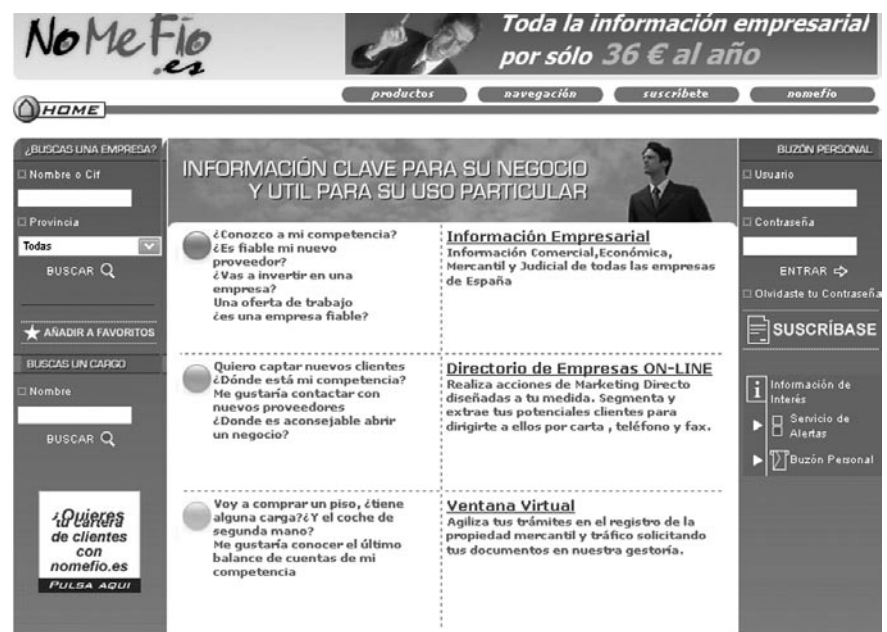 NoMeFío
.es
Toda la información empresarial
por sólo 36 € al año
productos navegación suscríbete nomefío
HOME
¿BUSCAS UNA EMPRESA?
Nombre o Cif
Provincia
Todas
BUSCAR
AÑADIR A FAVORITOS
BUSCAS UN CARGO
Nombre
BUSCAR
¿Quieres
tu cartera
de clientes
con
nomefio.es
PULSA AQUI
INFORMACIÓN CLAVE PARA SU NEGOCIO
Y UTIL PARA SU USO PARTICULAR
¿Conozco a mi competencia?
¿Es fiable mi nuevo
proveedor?
¿Vas a invertir en una
empresa?
Una oferta de trabajo
¿es una empresa fiable?
Información Empresarial
Información Comercial,Económica,
Mercantil y Judicial de todas las empresas
de España
Quiero captar nuevos clientes
¿Dónde está mi competencia?
Me gustaría contactar con
nuevos proveedores
¿Donde es aconsejable abrir
un negocio?
Directorio de Empresas ON-LINE
Realiza acciones de Marketing Directo
diseñadas a tu medida. Segmenta y
extrae tus potenciales clientes para
dirigirte a ellos por carta , teléfono y fax.
Voy a comprar un piso, ¿tiene
alguna carga?¿Y el coche de
segunda mano?
Me gustaría conocer el último
balance de cuentas de mi
competencia
Ventana Virtual
Agiliza tus trámites en el registro de la
propiedad mercantil y tráfico solicitando
tus documentos en nuestra gestoría.
BUZÓN PERSONAL
Usuario
Contraseña
ENTRAR
Olvidaste tu Contraseña
SUSCRÍBASE
Información de
Interés
Servicio de
Alertas
Buzón Personal